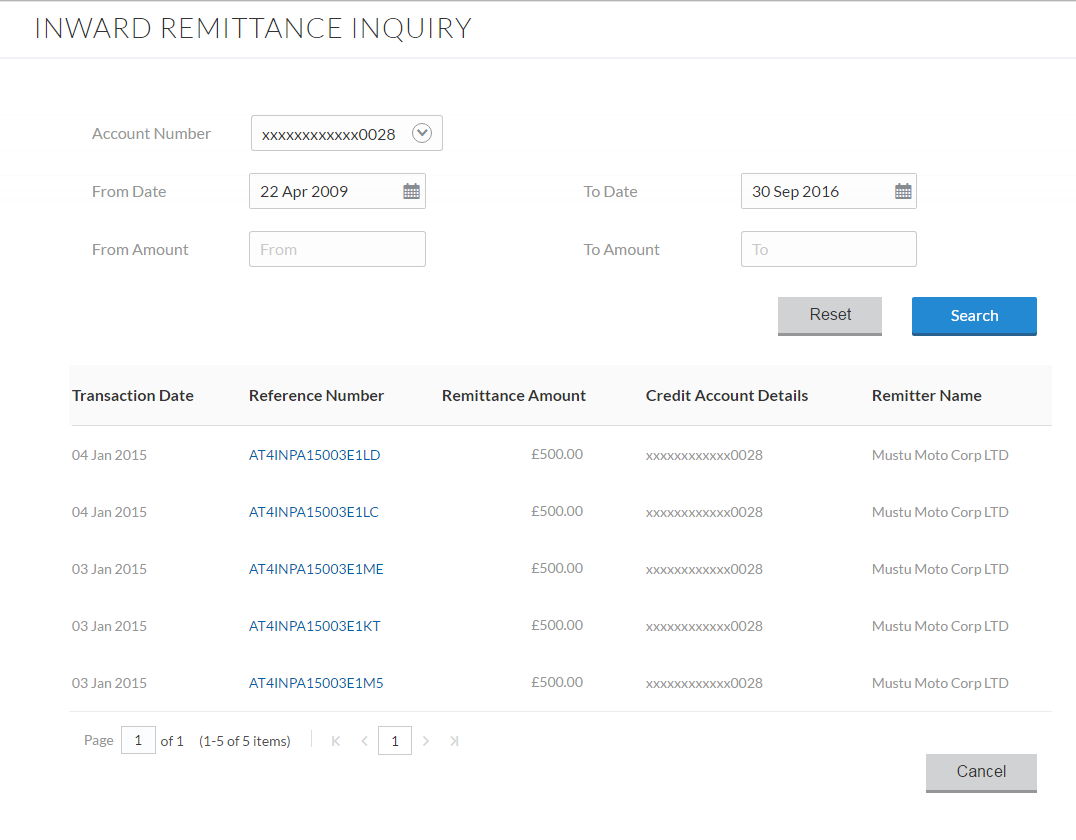 INWARD REMITTANCE INQUIRY
Account Number xxxxxxxxxxxx0028
From Date 22 Apr 2009 To Date 30 Sep 2016
From Amount From To Amount To
Reset Search
Transaction Date Reference Number Remittance Amount Credit Account Details Remitter Name
04 Jan 2015 AT4INPA15003E1LD £500.00 xxxxxxxxxxxx0028 Mustu Moto Corp LTD
04 Jan 2015 AT4INPA15003E1LC £500.00 xxxxxxxxxxxx0028 Mustu Moto Corp LTD
03 Jan 2015 AT4INPA15003E1ME £500.00 xxxxxxxxxxxx0028 Mustu Moto Corp LTD
03 Jan 2015 AT4INPA15003E1KT £500.00 xxxxxxxxxxxx0028 Mustu Moto Corp LTD
03 Jan 2015 AT4INPA15003E1M5 £500.00 xxxxxxxxxxxx0028 Mustu Moto Corp LTD
Page 1 of 1 (1-5 of 5 items) 1
Cancel